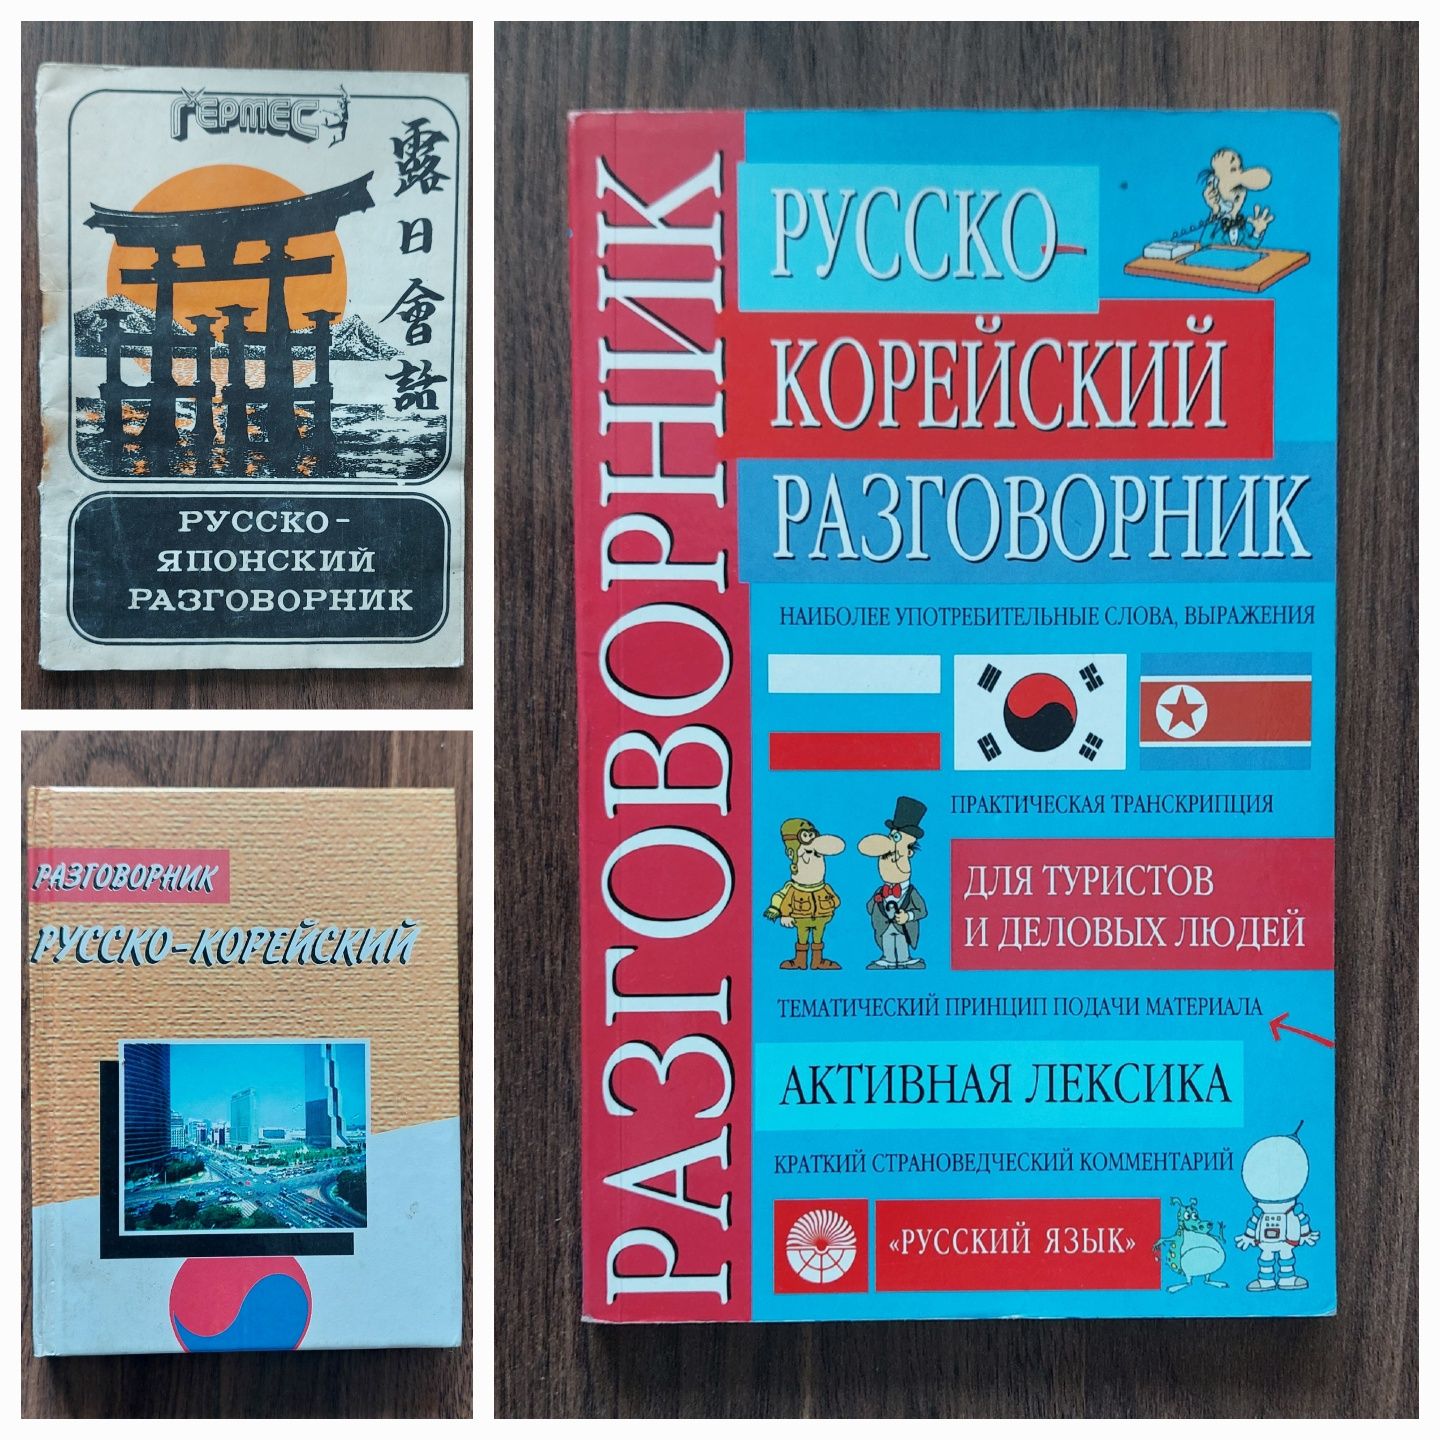 ГЕРМЕС
露日會話
РУССКО-
ЯПОНСКИЙ
РАЗГОВОРНИК
РАЗГОВОРНИК
РУССКО-КОРЕЙСКИЙ
РАЗГОВОРНИК
РУССКО-
КОРЕЙСКИЙ
РАЗГОВОРНИК
НАИБОЛЕЕ УПОТРЕБИТЕЛЬНЫЕ СЛОВА, ВЫРАЖЕНИЯ
ПРАКТИЧЕСКАЯ ТРАНСКРИПЦИЯ
ДЛЯ ТУРИСТОВ
И ДЕЛОВЫХ ЛЮДЕЙ
ТЕМАТИЧЕСКИЙ ПРИНЦИП ПОДАЧИ МАТЕРИАЛА
АКТИВНАЯ ЛЕКСИКА
КРАТКИЙ СТРАНОВЕДЧЕСКИЙ КОММЕНТАРИЙ
«РУССКИЙ ЯЗЫК»